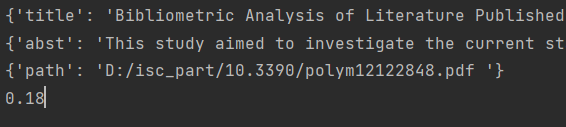 {'title': 'Bibliometric Analysis of Literature Published
{'abst': 'This study aimed to investigate the current st
{'path': 'D:/isc_part/10.3390/polym12122848.pdf '}
0.18